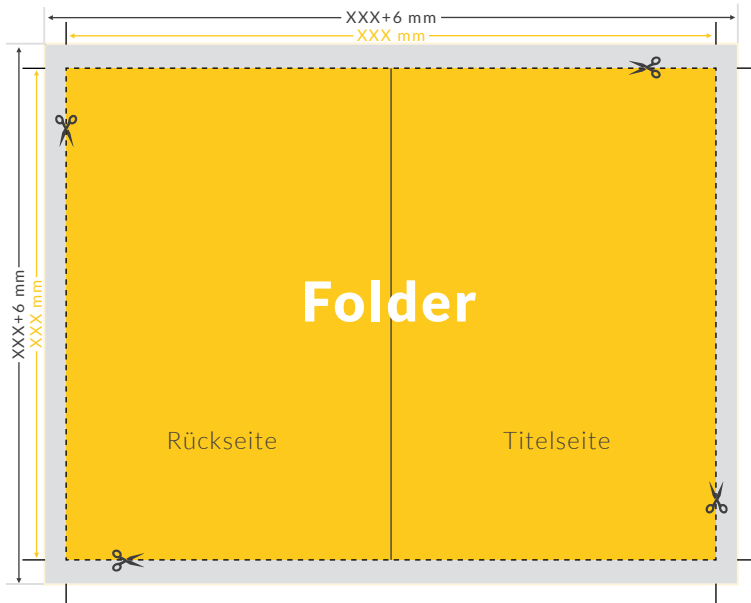 XXX+6 mm
XXX mm
XXX+6 mm
XXX mm
Folder
Rückseite
Titelseite